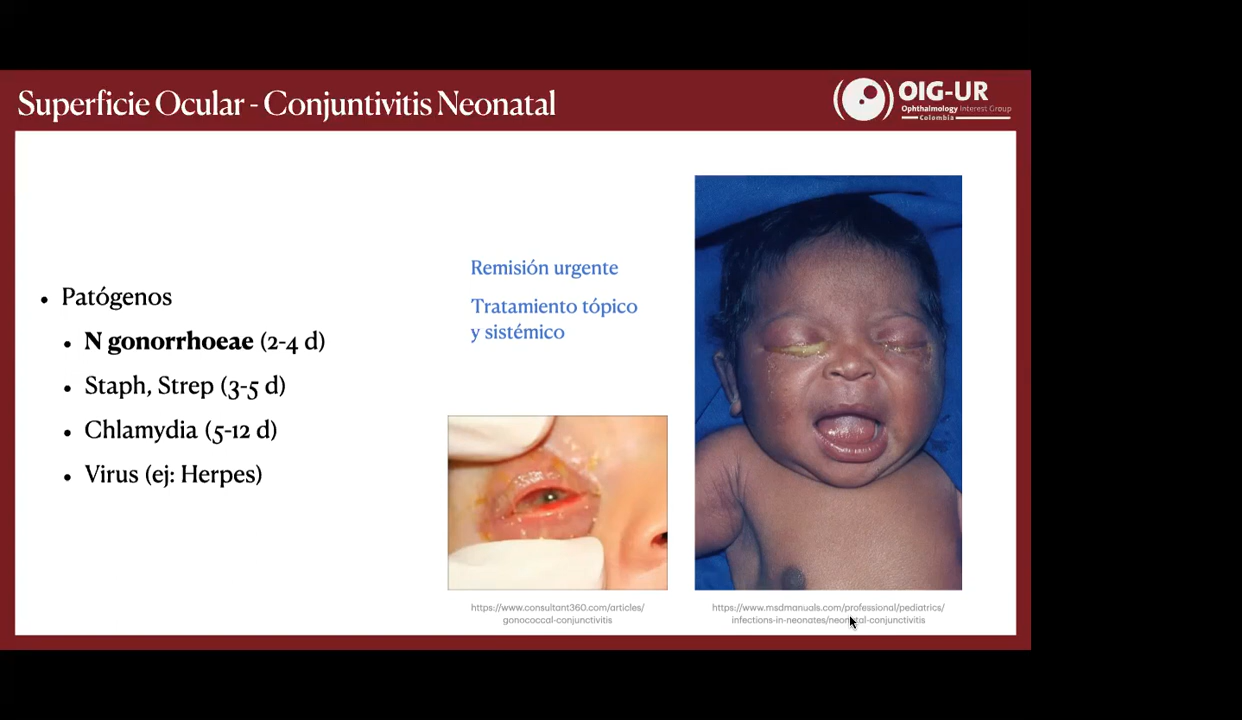 Superficie Ocular - Conjuntivitis Neonatal
OIG-UR
Ophthalmology Interest Group
Colombia
• Patógenos
• N gonorrhoeae (2-4 d)
• Staph, Strep (3-5 d)
• Chlamydia (5-12 d)
• Virus (ej: Herpes)
Remisión urgente
Tratamiento tópico
y sistémico
https://www.consultant360.com/articles/
gonococcal-conjunctivitis
https://www.msdmanuals.com/professional/pediatrics/
infections-in-neonates/neonatal-conjunctivitis